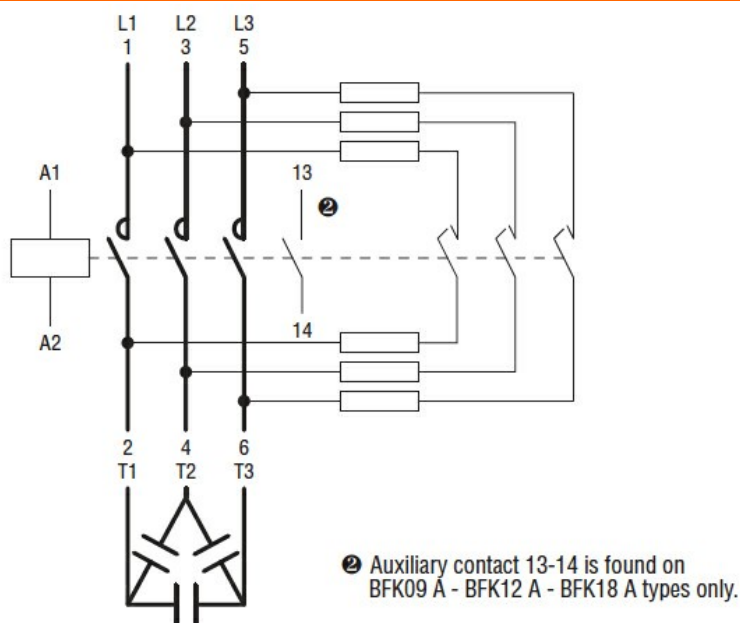 L1 L2 L3
1 3 5
A1 13
❷
A2 14
2 4 6
T1 T2 T3
❷ Auxiliary contact 13-14 is found on
BFK09 A - BFK12 A - BFK18 A types only.